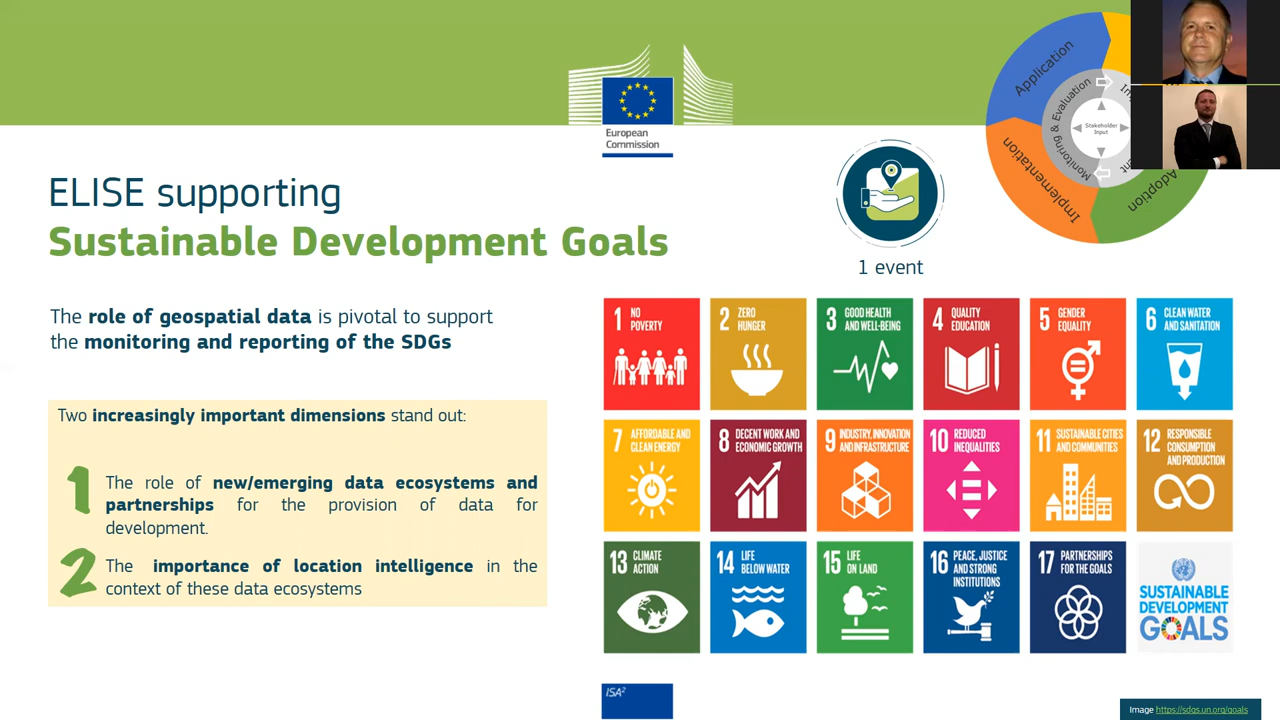 European
Commission
Application
Implementation
Adoption
Monitoring & Evaluation
Stakeholder
Input
ELISE supporting
Sustainable Development Goals
1 event
The role of geospatial data is pivotal to support
the monitoring and reporting of the SDGs
Two increasingly important dimensions stand out:
1
The role of new/emerging data ecosystems and
partnerships for the provision of data for
development.
2
The importance of location intelligence in the
context of these data ecosystems
1 NO
POVERTY
2 ZERO
HUNGER
3 GOOD HEALTH
AND WELL-BEING
4 QUALITY
EDUCATION
5 GENDER
EQUALITY
6 CLEAN WATER
AND SANITATION
7 AFFORDABLE AND
CLEAN ENERGY
8 DECENT WORK AND
ECONOMIC GROWTH
9 INDUSTRY, INNOVATION
AND INFRASTRUCTURE
10 REDUCED
INEQUALITIES
11 SUSTAINABLE CITIES
AND COMMUNITIES
12 RESPONSIBLE
CONSUMPTION
AND PRODUCTION
13 CLIMATE
ACTION
14 LIFE
BELOW WATER
15 LIFE
ON LAND
16 PEACE, JUSTICE
AND STRONG
INSTITUTIONS
17 PARTNERSHIPS
FOR THE GOALS
SUSTAINABLE
DEVELOPMENT
GOALS
ISA²
Image https://sdgs.un.org/goals